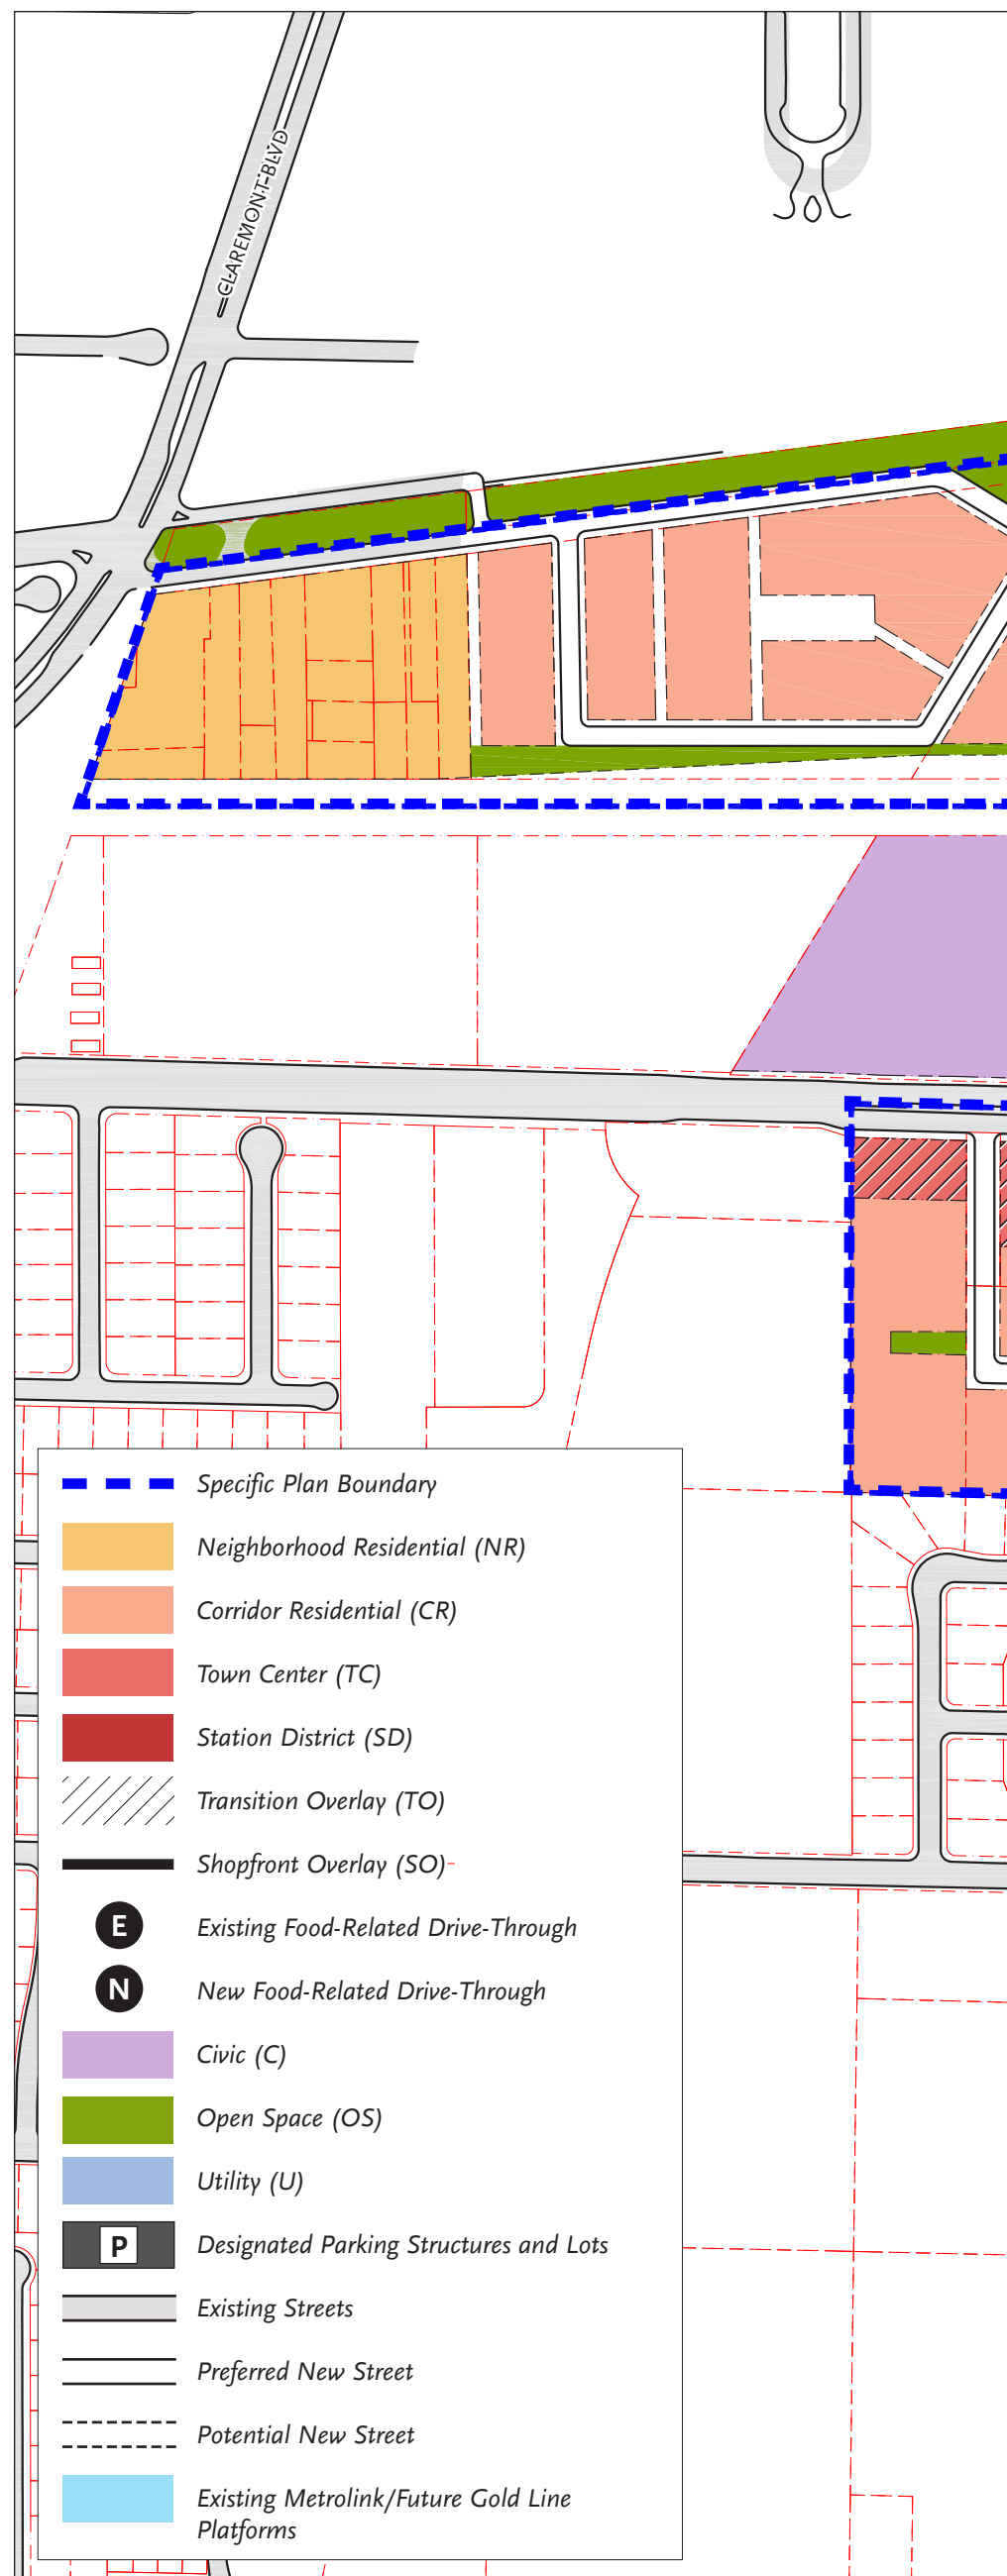 CLAREMONT BLVD
Specific Plan Boundary
Neighborhood Residential (NR)
Corridor Residential (CR)
Town Center (TC)
Station District (SD)
Transition Overlay (TO)
Shopfront Overlay (SO)
E Existing Food-Related Drive-Through
N New Food-Related Drive-Through
Civic (C)
Open Space (OS)
Utility (U)
P Designated Parking Structures and Lots
Existing Streets
Preferred New Street
Potential New Street
Existing Metrolink/Future Gold Line
Platforms